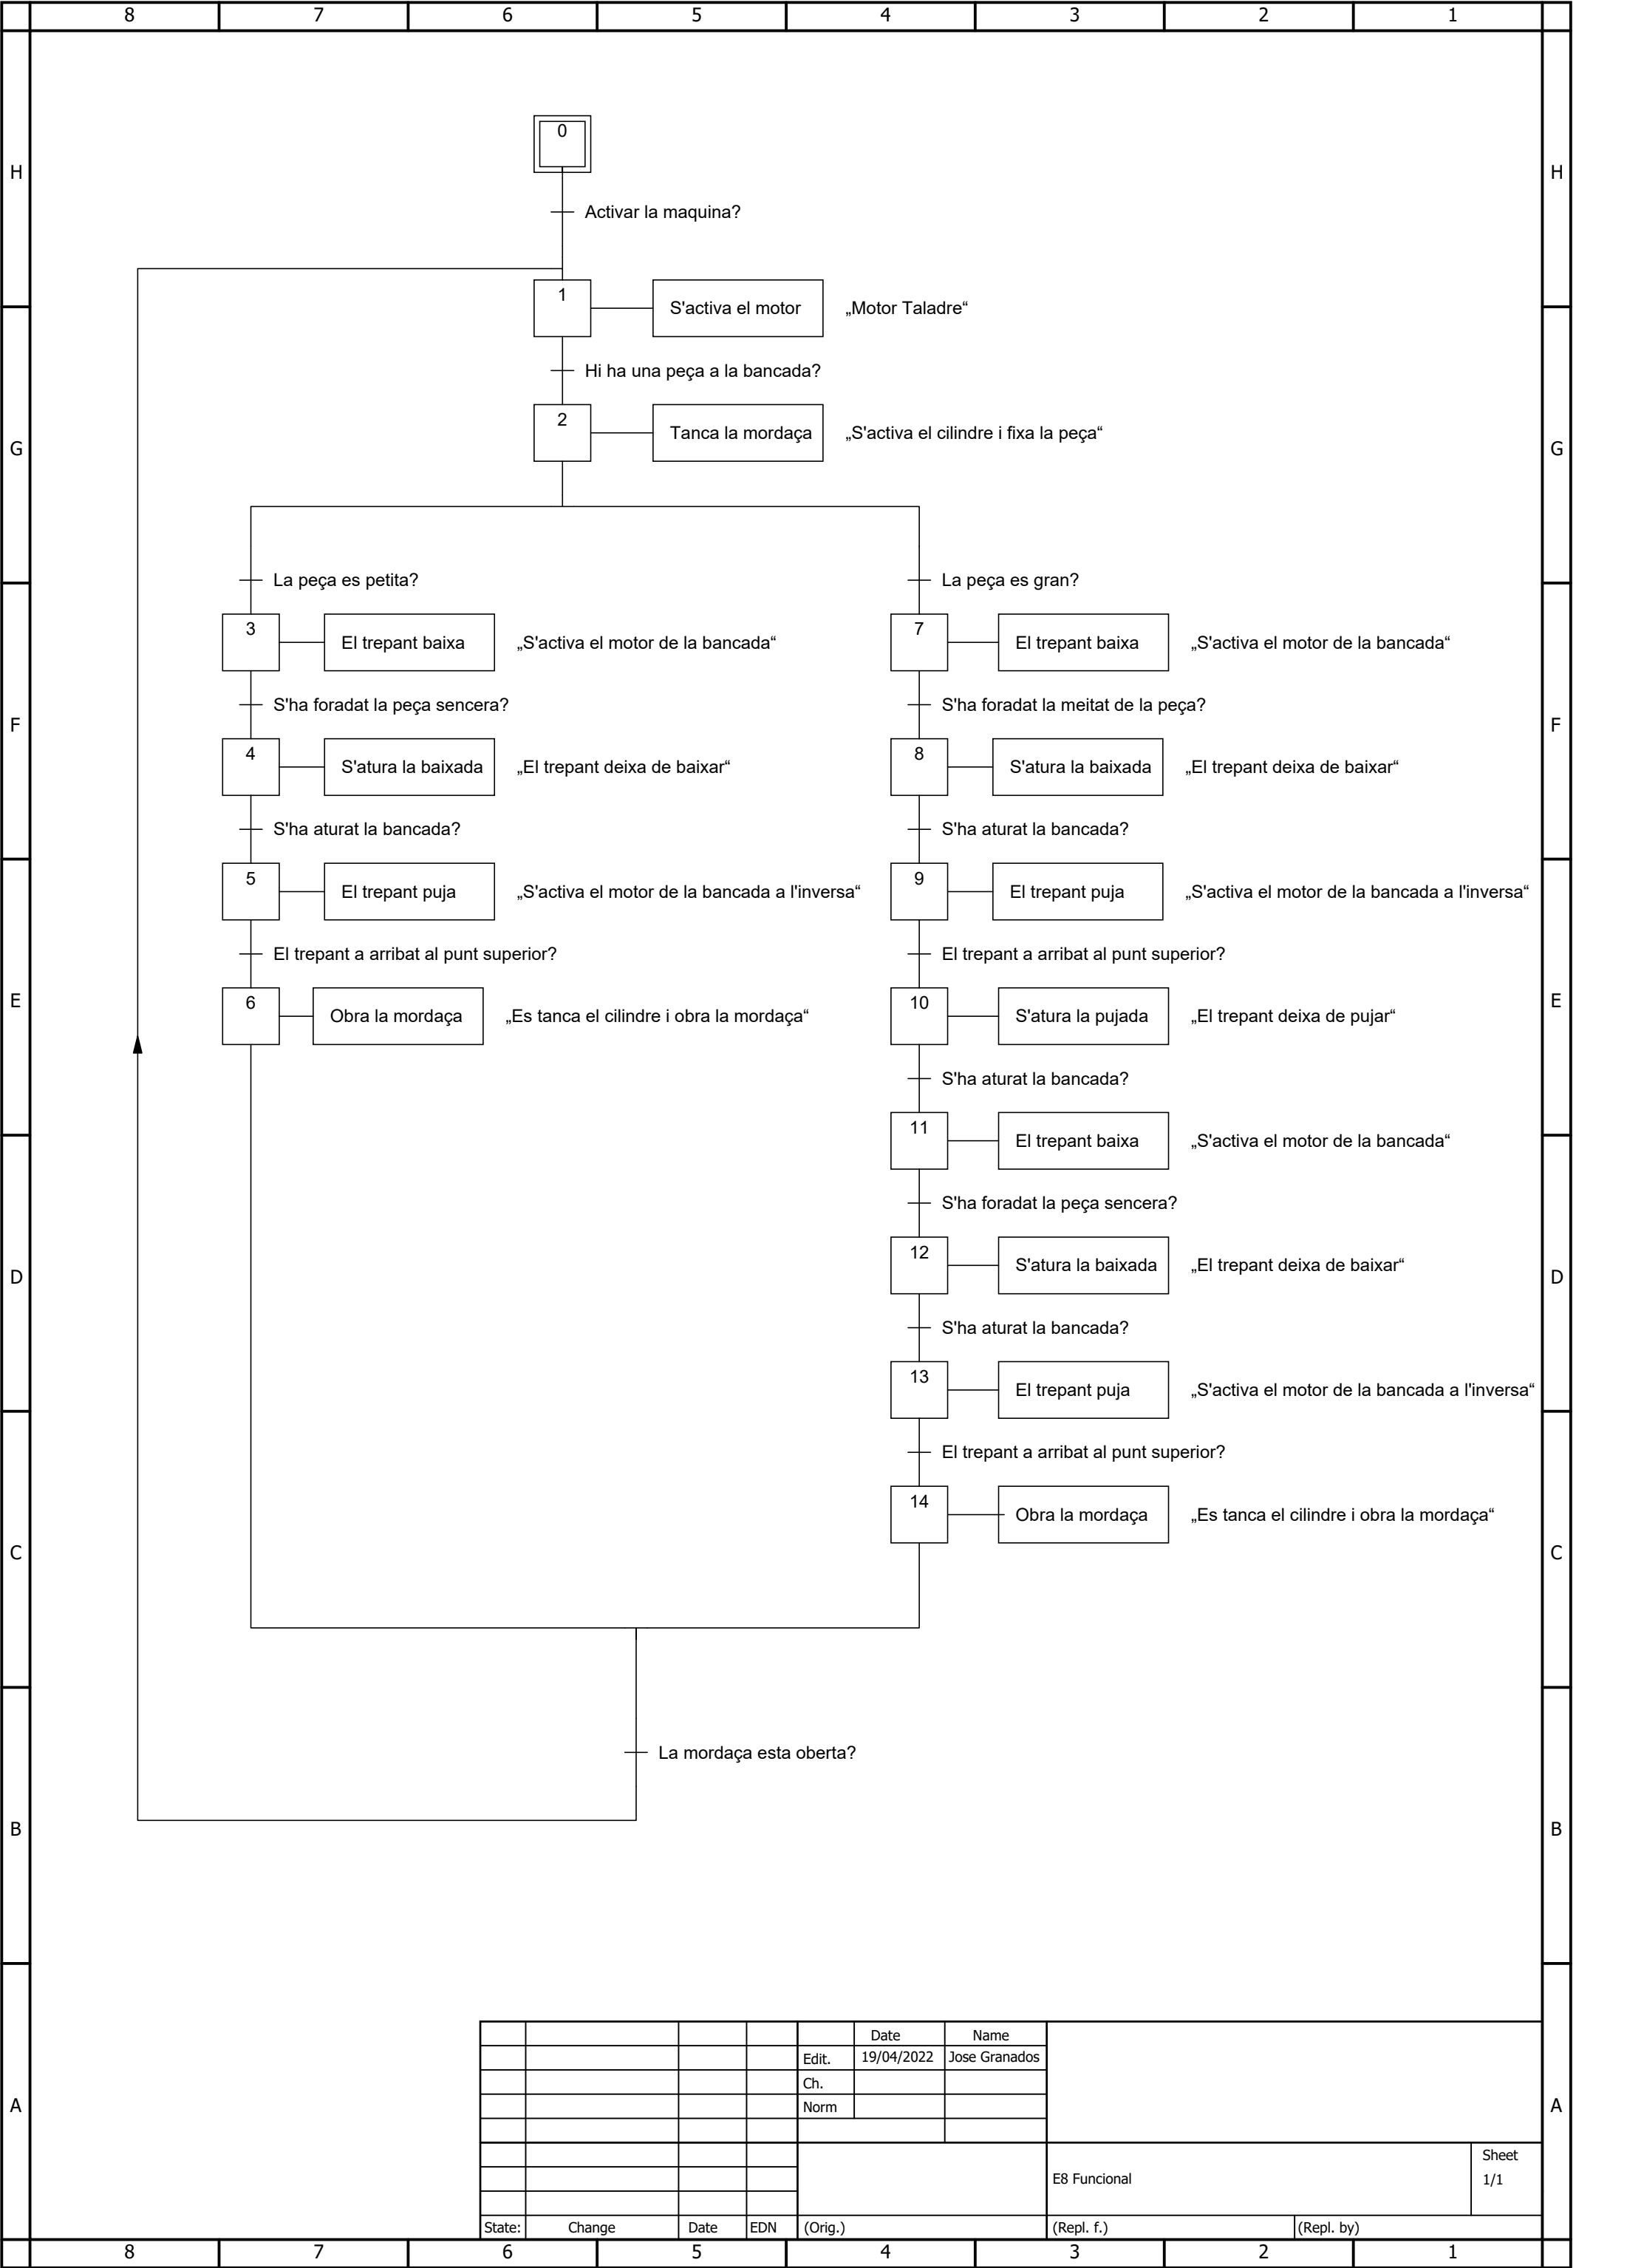 8 7 6 5 4 3 2 1
0
H H
Activar la maquina?
1 S'activa el motor „Motor Taladre“
Hi ha una peça a la bancada?
2 Tanca la mordaça „S'activa el cilindre i fixa la peça“
G G
La peça es petita? La peça es gran?
3 El trepant baixa „S'activa el motor de la bancada“ 7 El trepant baixa „S'activa el motor de la bancada“
S'ha foradat la peça sencera? S'ha foradat la meitat de la peça?
F F
4 S'atura la baixada „El trepant deixa de baixar“ 8 S'atura la baixada „El trepant deixa de baixar“
S'ha aturat la bancada? S'ha aturat la bancada?
5 El trepant puja „S'activa el motor de la bancada a l'inversa“ 9 El trepant puja „S'activa el motor de la bancada a l'inversa“
El trepant a arribat al punt superior? El trepant a arribat al punt superior?
E E
6 Obra la mordaça „Es tanca el cilindre i obra la mordaça“ 10 S'atura la pujada „El trepant deixa de pujar“
S'ha aturat la bancada?
11 El trepant baixa „S'activa el motor de la bancada“
S'ha foradat la peça sencera?
12 S'atura la baixada „El trepant deixa de baixar“
D D
S'ha aturat la bancada?
13 El trepant puja „S'activa el motor de la bancada a l'inversa“
El trepant a arribat al punt superior?
14 Obra la mordaça „Es tanca el cilindre i obra la mordaça“
C C
La mordaça esta oberta?
B B
Date Name
Edit. 19/04/2022 Jose Granados
Ch.
Norm
A A
Sheet
E8 Funcional 1/1
State: Change Date EDN (Orig.) (Repl. f.) (Repl. by)
8 7 6 5 4 3 2 1